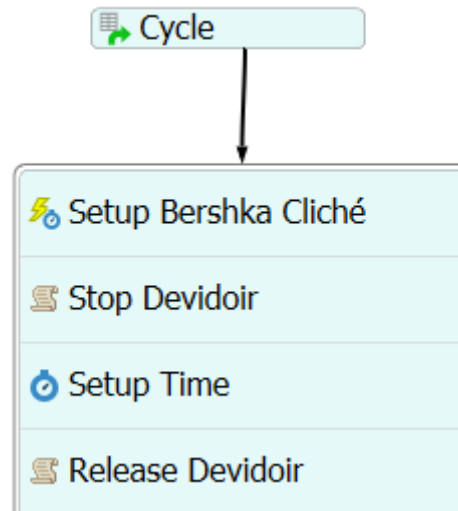 Cycle
Setup Bershka Cliché
Stop Devidoir
Setup Time
Release Devidoir